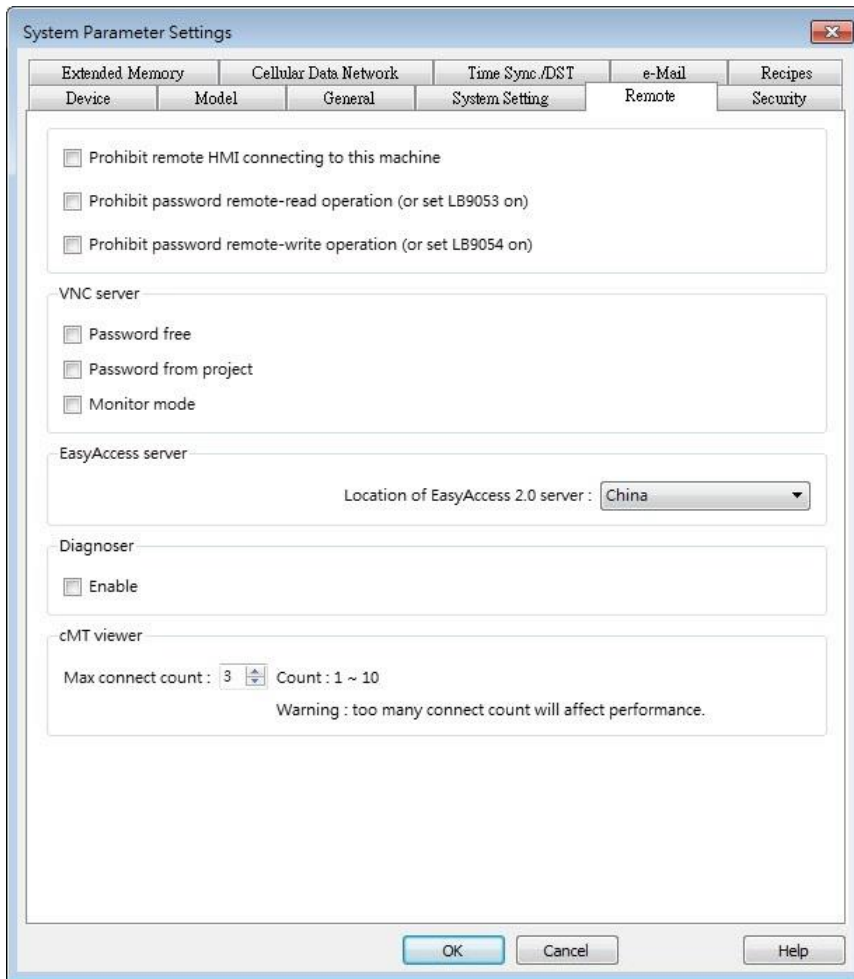 System Parameter Settings
Extended Memory Cellular Data Network Time Sync./DST e-Mail Recipes
Device Model General System Setting Remote Security
Prohibit remote HMI connecting to this machine
Prohibit password remote-read operation (or set LB9053 on)
Prohibit password remote-write operation (or set LB9054 on)
VNC server
Password free
Password from project
Monitor mode
EasyAccess server
Location of EasyAccess 2.0 server : China
Diagnoser
Enable
cMT viewer
Max connect count : 3 Count : 1 ~ 10
Warning : too many connect count will affect performance.
OK Cancel Help